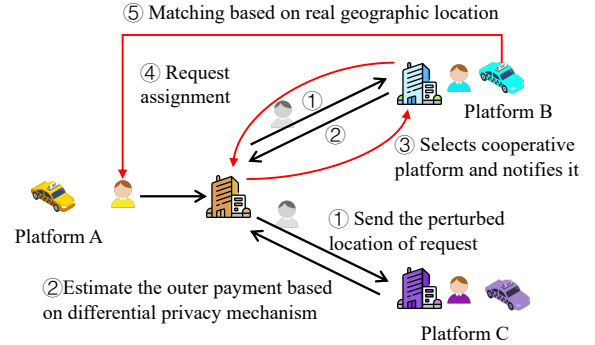 ⑤ Matching based on real geographic location
④ Request
assignment
①
②
Platform B
③ Selects cooperative
platform and notifies it
① Send the perturbed
location of request
Platform A
②Estimate the outer payment based
on differential privacy mechanism
Platform C